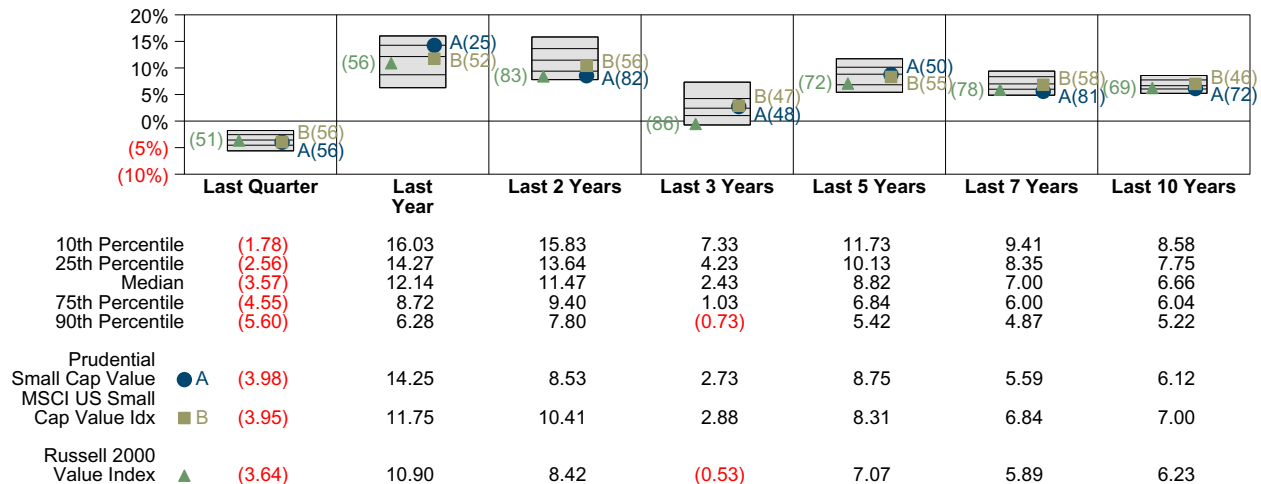 20%
15%
10%
5%
0%
(5%)
(10%)
(51)
B(56)
A(56)
(56)
A(25)
B(52)
(83)
B(56)
A(82)
(86)
B(47)
A(48)
(72)
A(50)
B(55)
(78)
B(58)
A(81)
(69)
B(46)
A(72)
Last Quarter Last Year Last 2 Years Last 3 Years Last 5 Years Last 7 Years Last 10 Years
10th Percentile (1.78) 16.03 15.83 7.33 11.73 9.41 8.58
25th Percentile (2.56) 14.27 13.64 4.23 10.13 8.35 7.75
Median (3.57) 12.14 11.47 2.43 8.82 7.00 6.66
75th Percentile (4.55) 8.72 9.40 1.03 6.84 6.00 6.04
90th Percentile (5.60) 6.28 7.80 (0.73) 5.42 4.87 5.22
Prudential
Small Cap Value A (3.98) 14.25 8.53 2.73 8.75 5.59 6.12
MSCI US Small
Cap Value Idx B (3.95) 11.75 10.41 2.88 8.31 6.84 7.00
Russell 2000
Value Index (3.64) 10.90 8.42 (0.53) 7.07 5.89 6.23